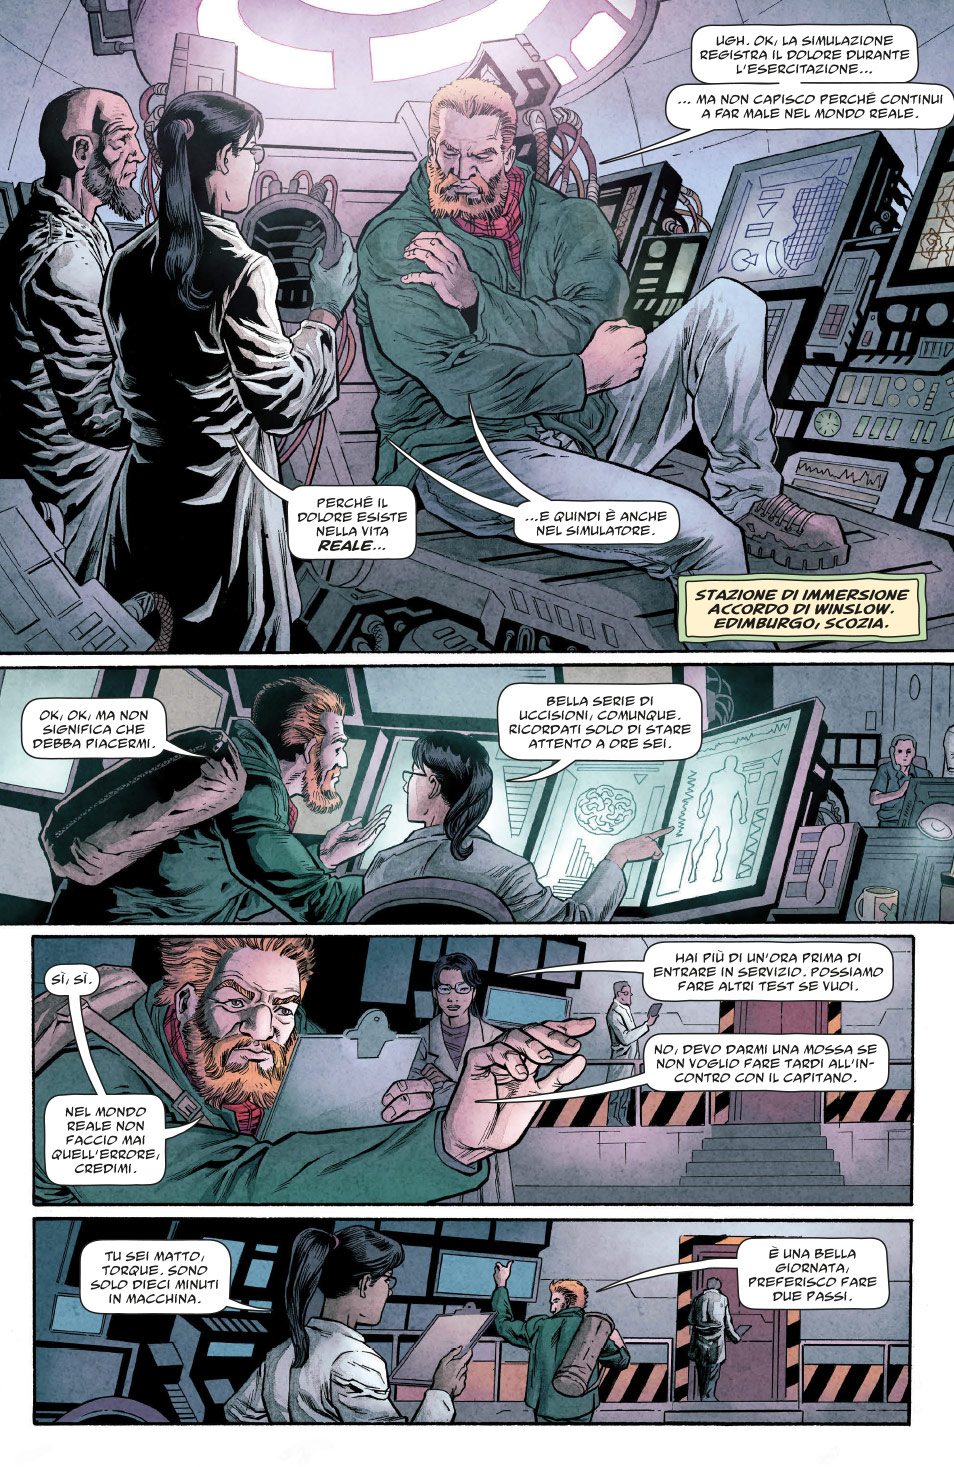 UGH. OK, LA SIMULAZIONE
REGISTRA IL DOLORE DURANTE
L'ESERCITAZIONE...
... MA NON CAPISCO PERCHÉ CONTINUI
A FAR MALE NEL MONDO REALE.
PERCHÉ IL
DOLORE ESISTE
NELLA VITA
REALE...
...E QUINDI È ANCHE
NEL SIMULATORE.
STAZIONE DI IMMERSIONE
ACCORDO DI WINSLOW.
EDIMBURGO, SCOZIA.
OK, OK, MA NON
SIGNIFICA CHE
DEBBA PIACERMI.
BELLA SERIE DI
UCCISIONI, COMUNQUE.
RICORDATI SOLO DI STARE
ATTENTO A ORE SEI.
SÌ, SÌ.
NEL MONDO
REALE NON
FACCIO MAI
QUELL'ERRORE,
CREDIMI.
HAI PIÙ DI UN'ORA PRIMA DI
ENTRARE IN SERVIZIO. POSSIAMO
FARE ALTRI TEST SE VUOI.
NO, DEVO DARMI UNA MOSSA SE
NON VOGLIO FARE TARDI ALL'IN-
CONTRO CON IL CAPITANO.
TU SEI MATTO,
TORQUE. SONO
SOLO DIECI MINUTI
IN MACCHINA.
È UNA BELLA
GIORNATA,
PREFERISCO FARE
DUE PASSI.